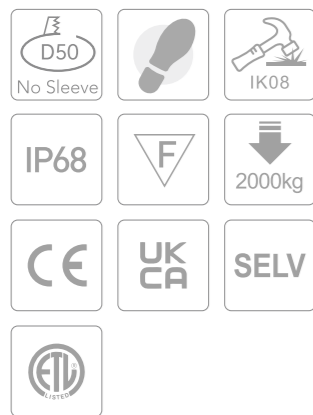 D50
No Sleeve
IK08
IP68
F
2000kg
CE
UK
CA
SELV
ETL
LISTED